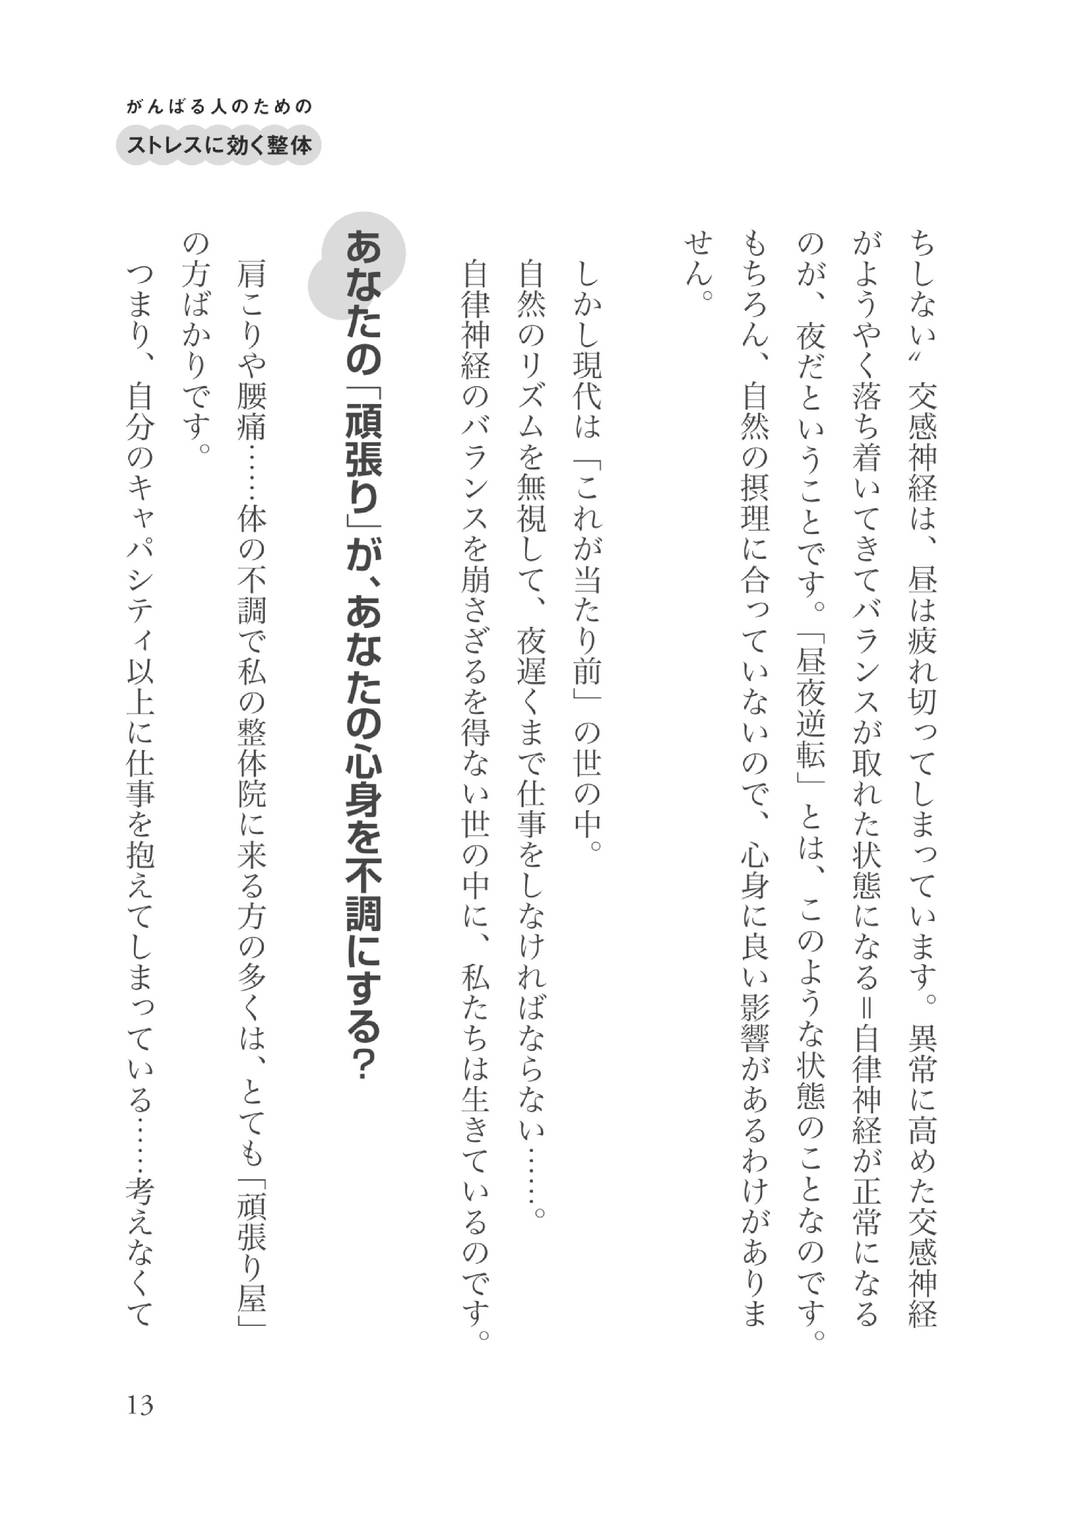 がんばる人のための
ストレスに効く整体
ちしない〟交感神経は、昼は疲れ切ってしまっています。異常に高めた交感神経
がようやく落ち着いてきてバランスが取れた状態になる＝自律神経が正常になる
のが、夜だということです。「昼夜逆転」とは、このような状態のことなのです。
もちろん、自然の摂理に合っていないので、心身に良い影響があるわけがありま
せん。
しかし現代は「これが当たり前」の世の中。
自然のリズムを無視して、夜遅くまで仕事をしなければならない……。
自律神経のバランスを崩さざるを得ない世の中に、私たちは生きているのです。
あなたの「頑張り」が、あなたの心身を不調にする？
肩こりや腰痛……体の不調で私の整体院に来る方の多くは、とても「頑張り屋」
の方ばかりです。
つまり、自分のキャパシティ以上に仕事を抱えてしまっている……考えなくて
13